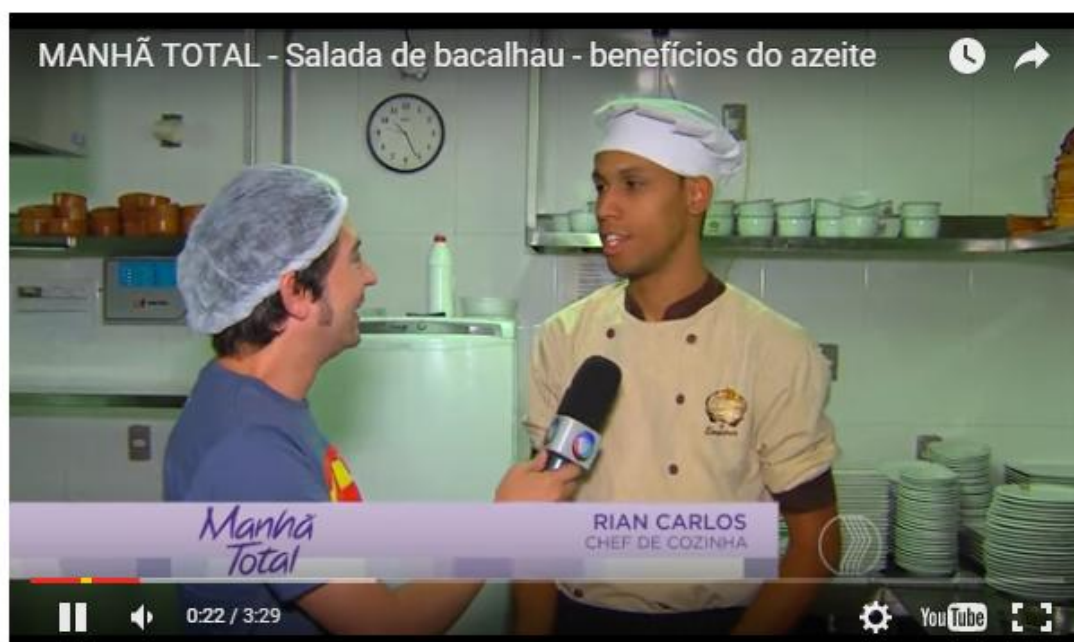 MANHÃ TOTAL - Salada de bacalhau - benefícios do azeite
Manhã
Total
RIAN CARLOS
CHEF DE COZINHA
0:22 / 3:29
YouTube